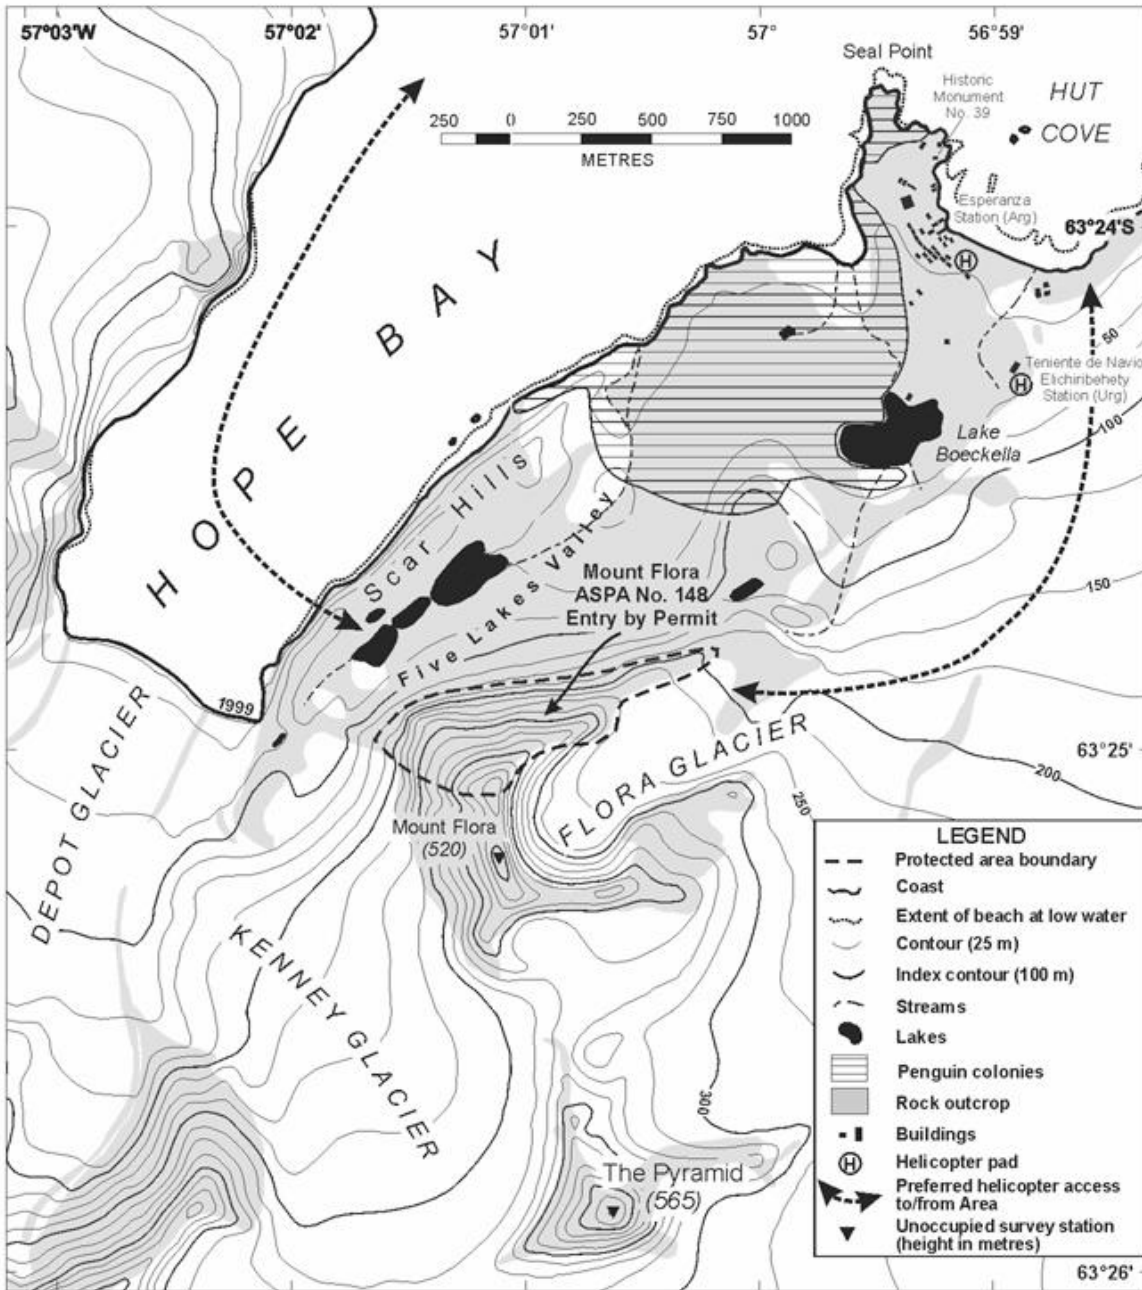 57°03'W
57°02'
57°01'
57°
56°59'
Seal Point
Historic
Monument
No. 39
HUT
COVE
250
0
250
500
750
1000
METRES
Esperanza
Station (Arg)
63°24'S
HOPE BAY
50
Teniente de Navio
Elichiribehety
Station (Urg)
100
Lake
Boeckella
Scar Hills
Five Lakes Valley
Mount Flora
ASPA No. 148
Entry by Permit
150
1999
DEPOT GLACIER
FLORA GLACIER
63°25'
200
250
Mount Flora
(520)
KENNEY GLACIER
300
The Pyramid
(565)
LEGEND
Protected area boundary
Coast
Extent of beach at low water
Contour (25 m)
Index contour (100 m)
Streams
Lakes
Penguin colonies
Rock outcrop
Buildings
H
Helicopter pad
Preferred helicopter access
to/from Area
Unoccupied survey station
(height in metres)
63°26'
H
H